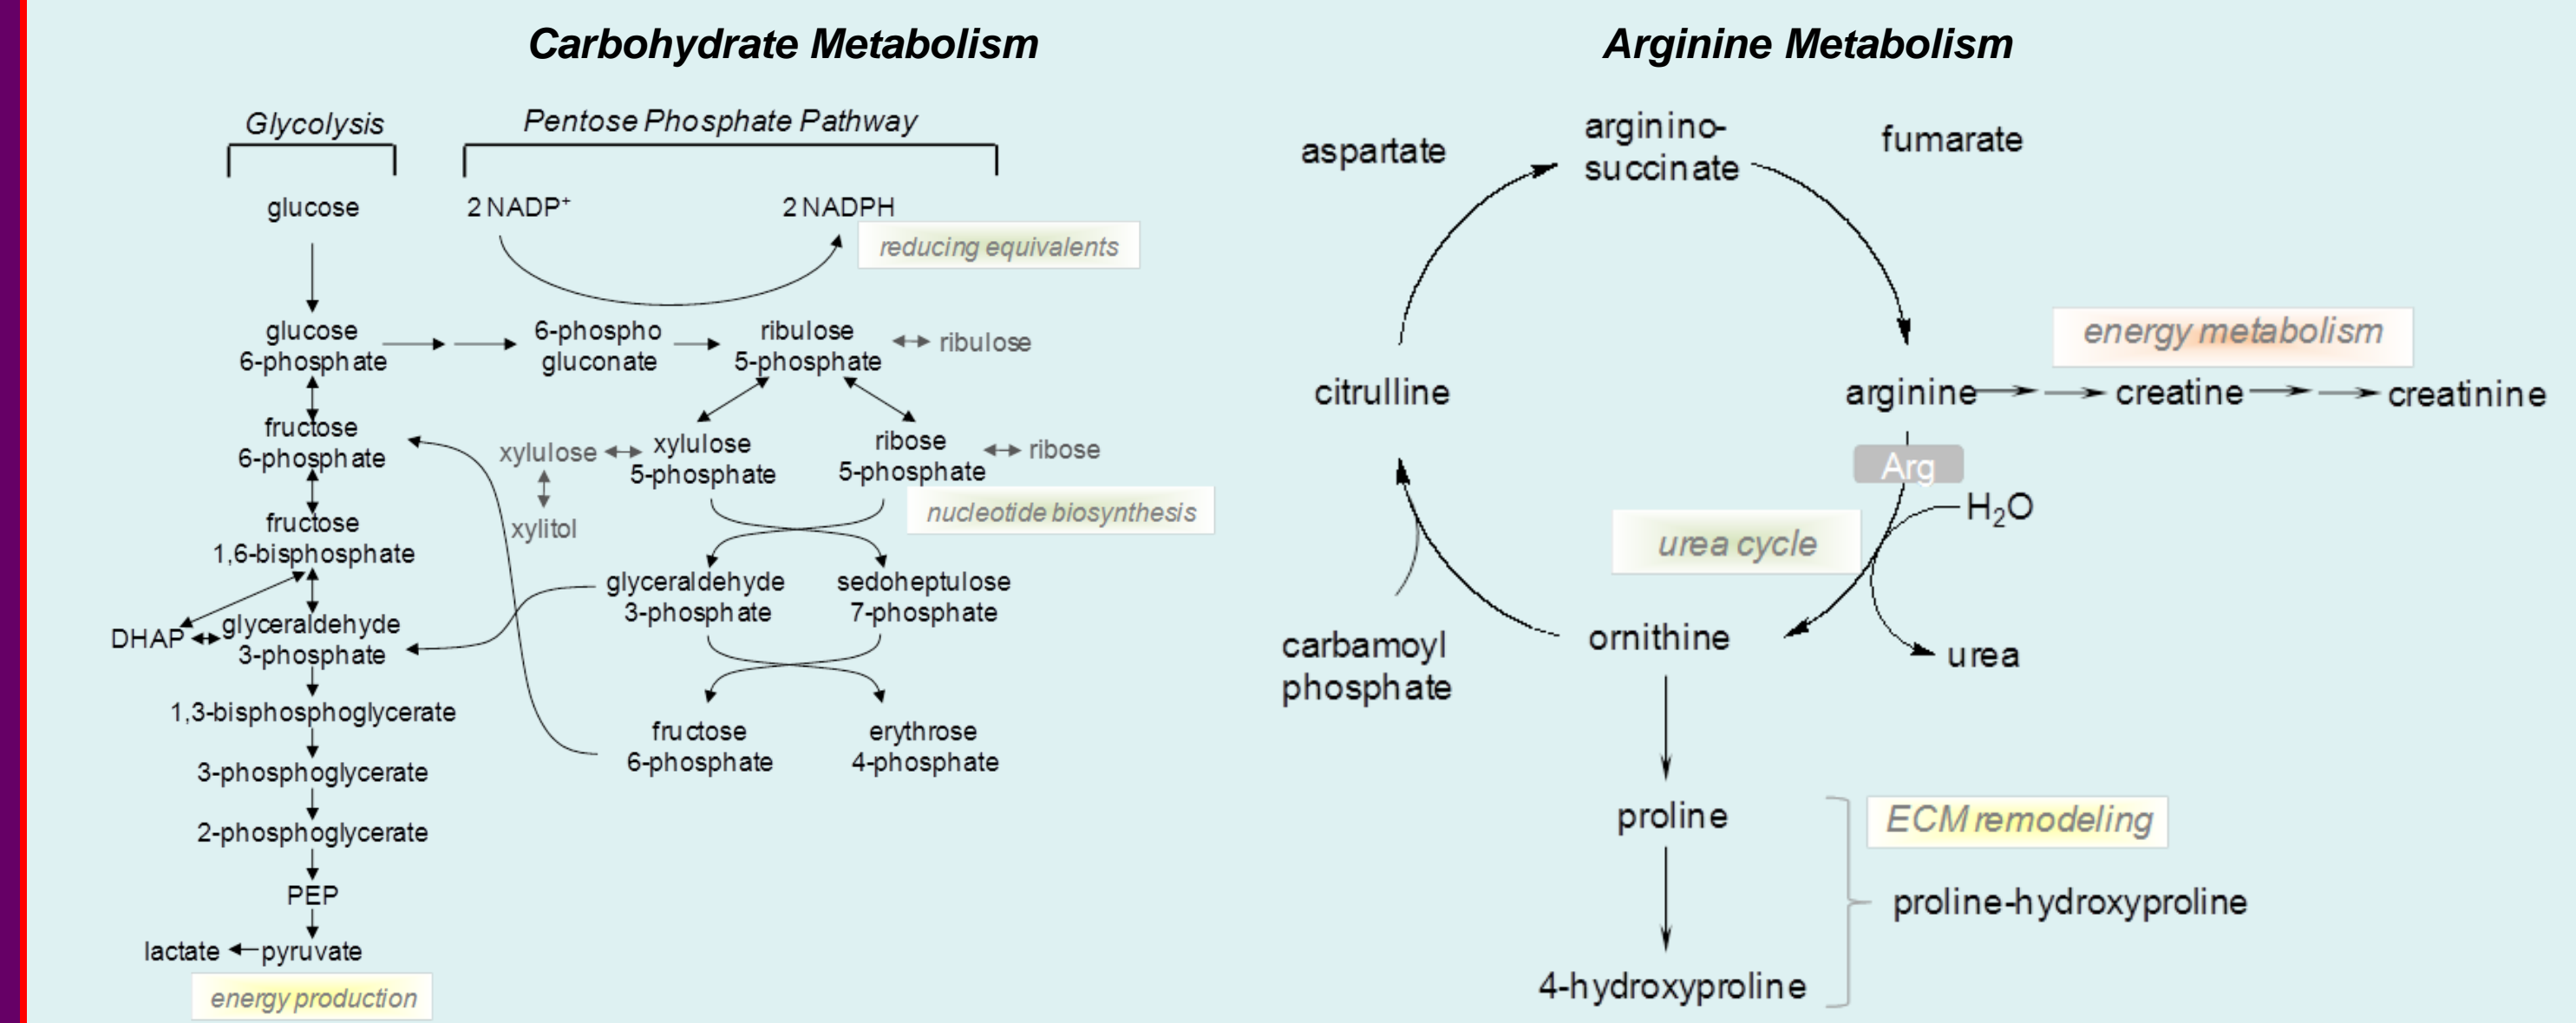 Carbohydrate Metabolism
Glycolysis
Pentose Phosphate Pathway
glucose
2 NADP⁺
2 NADPH
reducing equivalents
glucose
6-phosphate
6-phospho
gluconate
ribulose
5-phosphate
ribulose
fructose
6-phosphate
xylulose
xylulose
5-phosphate
ribose
5-phosphate
ribose
xylitol
nucleotide biosynthesis
fructose
1,6-bisphosphate
DHAP
glyceraldehyde
3-phosphate
glyceraldehyde
3-phosphate
sedoheptulose
7-phosphate
1,3-bisphosphoglycerate
fructose
6-phosphate
erythrose
4-phosphate
3-phosphoglycerate
2-phosphoglycerate
PEP
lactate
pyruvate
energy production
Arginine Metabolism
aspartate
arginino-
succinate
fumarate
energy metabolism
citrulline
arginine
creatine
creatinine
Arg
H₂O
urea cycle
carbamoyl
phosphate
ornithine
urea
proline
ECM remodeling
proline-hydroxyproline
4-hydroxyproline